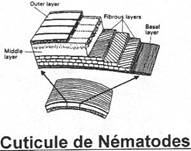 Outer layer
Fibrous layers
Basal
layer
Middle
layer
Cuticule de Nématodes